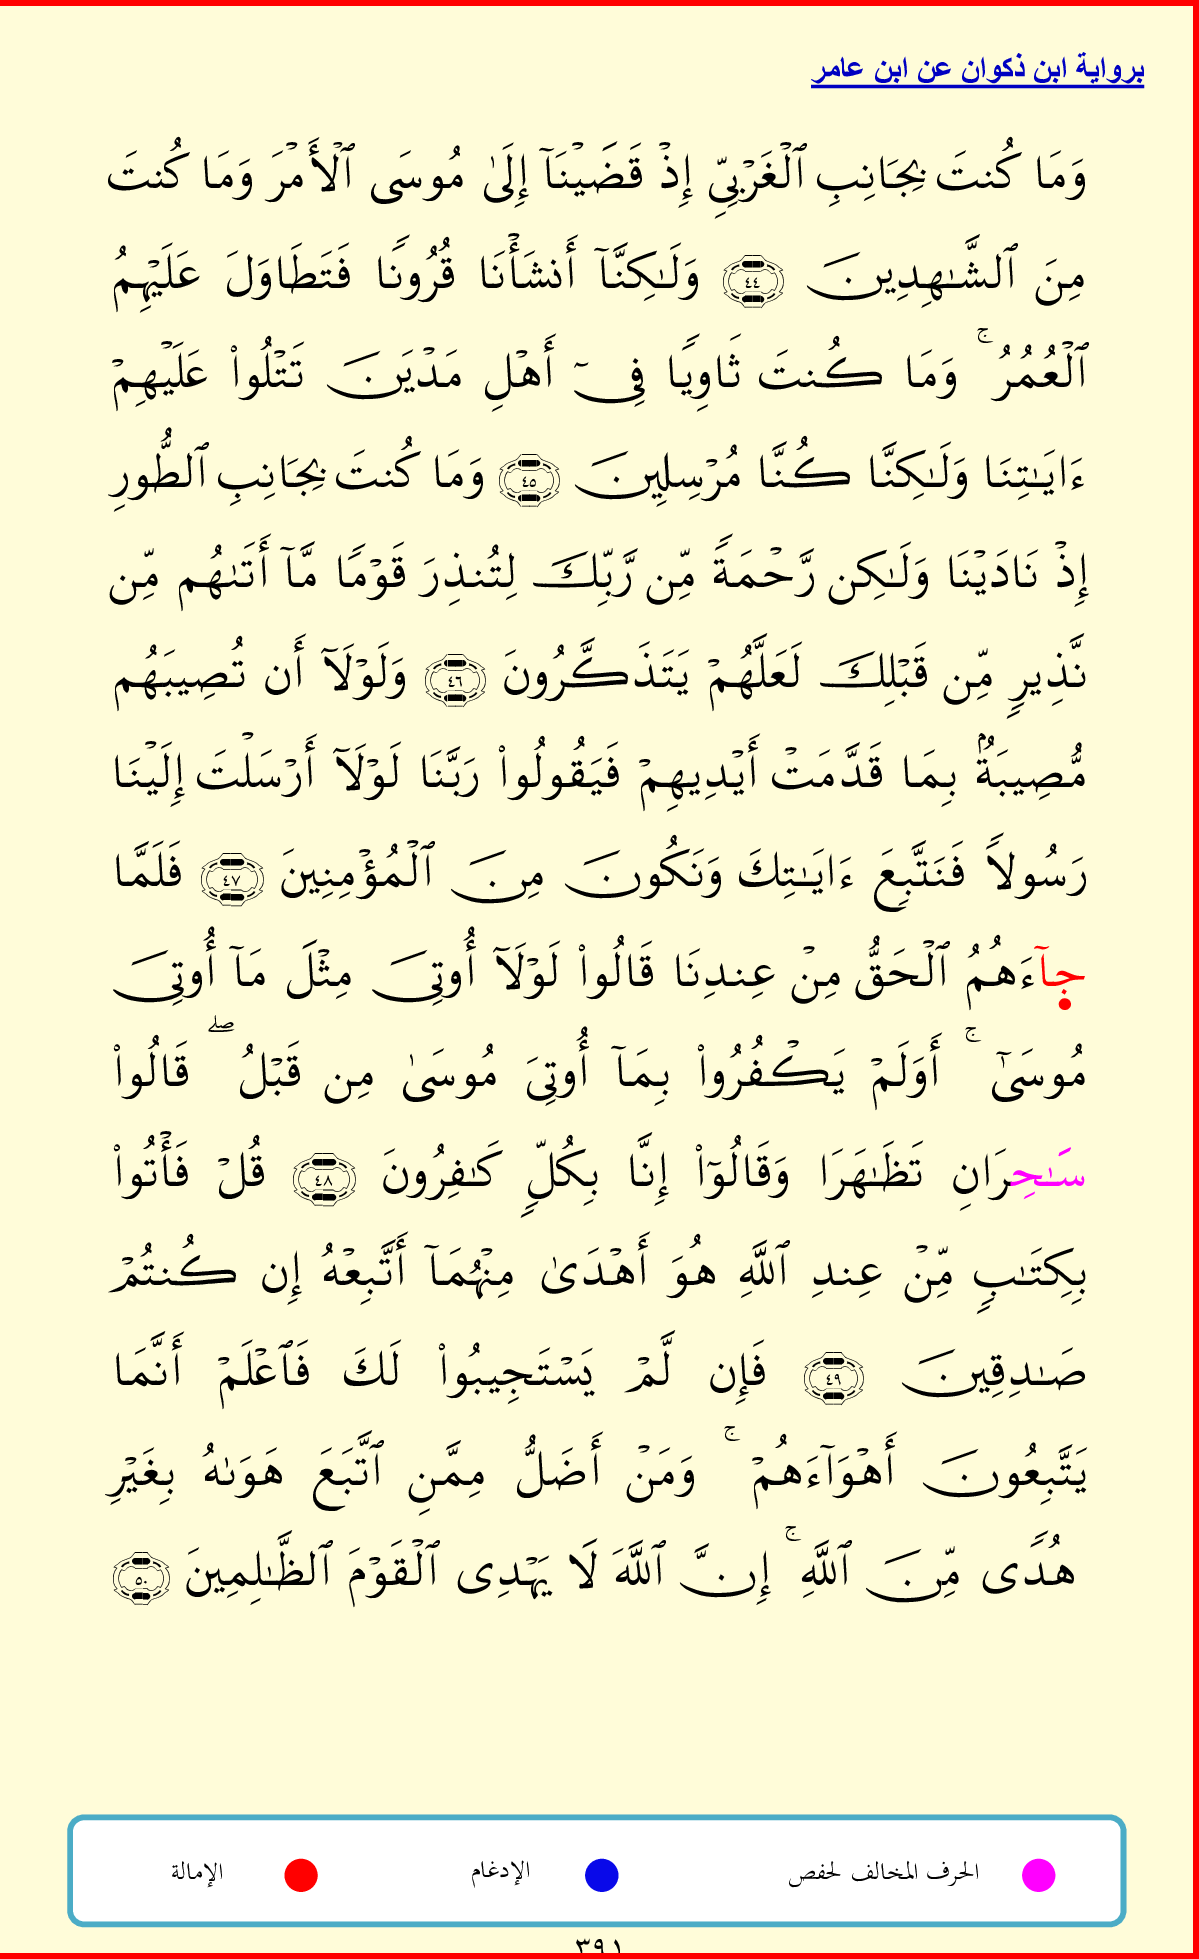 برواية ابن ذكوان عن ابن عامر
وَمَا كُنتَ بِجَانِبِ ٱلْغَرْبِىِّ إِذْ قَضَيْنَآ إِلَىٰ مُوسَى ٱلْأَمْرَ وَمَا كُنتَ
مِنَ ٱلشَّـٰهِدِينَ ٤٤ وَلَـٰكِنَّآ أَنشَأْنَا قُرُونًا فَتَطَاوَلَ عَلَيْهِمُ
ٱلْعُمُرُ ۚ وَمَا كُنتَ ثَاوِيًا فِىٓ أَهْلِ مَدْيَنَ تَتْلُوا۟ عَلَيْهِمْ
ءَايَـٰتِنَا وَلَـٰكِنَّا كُنَّا مُرْسِلِينَ ٤٥ وَمَا كُنتَ بِجَانِبِ ٱلطُّورِ
إِذْ نَادَيْنَا وَلَـٰكِن رَّحْمَةً مِّن رَّبِّكَ لِتُنذِرَ قَوْمًا مَّآ أَتَىٰهُم مِّن
نَّذِيرٍ مِّن قَبْلِكَ لَعَلَّهُمْ يَتَذَكَّرُونَ ٤٦ وَلَوْلَآ أَن تُصِيبَهُم
مُّصِيبَةٌۢ بِمَا قَدَّمَتْ أَيْدِيهِمْ فَيَقُولُوا۟ رَبَّنَا لَوْلَآ أَرْسَلْتَ إِلَيْنَا
رَسُولًا فَنَتَّبِعَ ءَايَـٰتِكَ وَنَكُونَ مِنَ ٱلْمُؤْمِنِينَ ٤٧ فَلَمَّا
جآءَهُمُ ٱلْحَقُّ مِنْ عِندِنَا قَالُوا۟ لَوْلَآ أُوتِىَ مِثْلَ مَآ أُوتِىَ
مُوسَىٰٓ ۚ أَوَلَمْ يَكْفُرُوا۟ بِمَآ أُوتِىَ مُوسَىٰ مِن قَبْلُ ۖ قَالُوا۟
سَـٰحِرَانِ تَظَـٰهَرَا وَقَالُوٓا۟ إِنَّا بِكُلٍّ كَـٰفِرُونَ ٤٨ قُلْ فَأْتُوا۟
بِكِتَـٰبٍ مِّنْ عِندِ ٱللَّهِ هُوَ أَهْدَىٰ مِنْهُمَآ أَتَّبِعْهُ إِن كُنتُمْ
صَـٰدِقِينَ ٤٩ فَإِن لَّمْ يَسْتَجِيبُوا۟ لَكَ فَٱعْلَمْ أَنَّمَا
يَتَّبِعُونَ أَهْوَآءَهُمْ ۚ وَمَنْ أَضَلُّ مِمَّنِ ٱتَّبَعَ هَوَىٰهُ بِغَيْرِ
هُدًى مِّنَ ٱللَّهِ ۚ إِنَّ ٱللَّهَ لَا يَهْدِى ٱلْقَوْمَ ٱلظَّـٰلِمِينَ ٥٠
الحرف المخالف لحفص الإدغام الإمالة
٣٩١